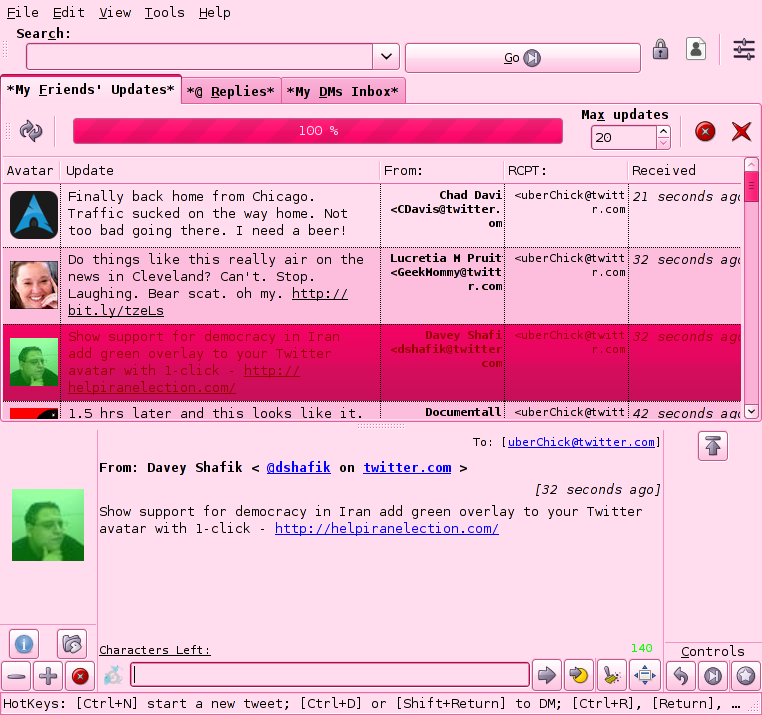 File Edit View Tools Help
Search:
Go
*My Friends' Updates* *@ Replies* *My DMs Inbox*
Max updates
100 %
20
Avatar Update From: RCPT: Received
Finally back home from Chicago. Traffic sucked on the way home. Not too bad going there. I need a beer!
Chad Davi
<CDavis@twitter.
om
<uberChick@twitt
r.com
21 seconds ago
Do things like this really air on the
news in Cleveland? Can't. Stop.
Laughing. Bear scat. oh my. http://
bit.ly/tzeLs
Lucretia M Pruit
<GeekMommy@twitt
r.com
<uberChick@twitt
r.com
32 seconds ago
Show support for democracy in Iran
add green overlay to your Twitter
avatar with 1-click - http://
helpiranelection.com/
Davey Shafi
<dshafik@twitter
com
<uberChick@twitt
r.com
32 seconds ago
1.5 hrs later and this looks like it.
Documentall
<uberChick@twitt
42 seconds ago
To: [uberChick@twitter.com]
From: Davey Shafik < @dshafik on twitter.com >
[32 seconds ago]
Show support for democracy in Iran add green overlay to your Twitter
avatar with 1-click - http://helpiranelection.com/
Characters Left:
140
Controls
HotKeys: [Ctrl+N] start a new tweet; [Ctrl+D] or [Shift+Return] to DM; [Ctrl+R], [Return], …